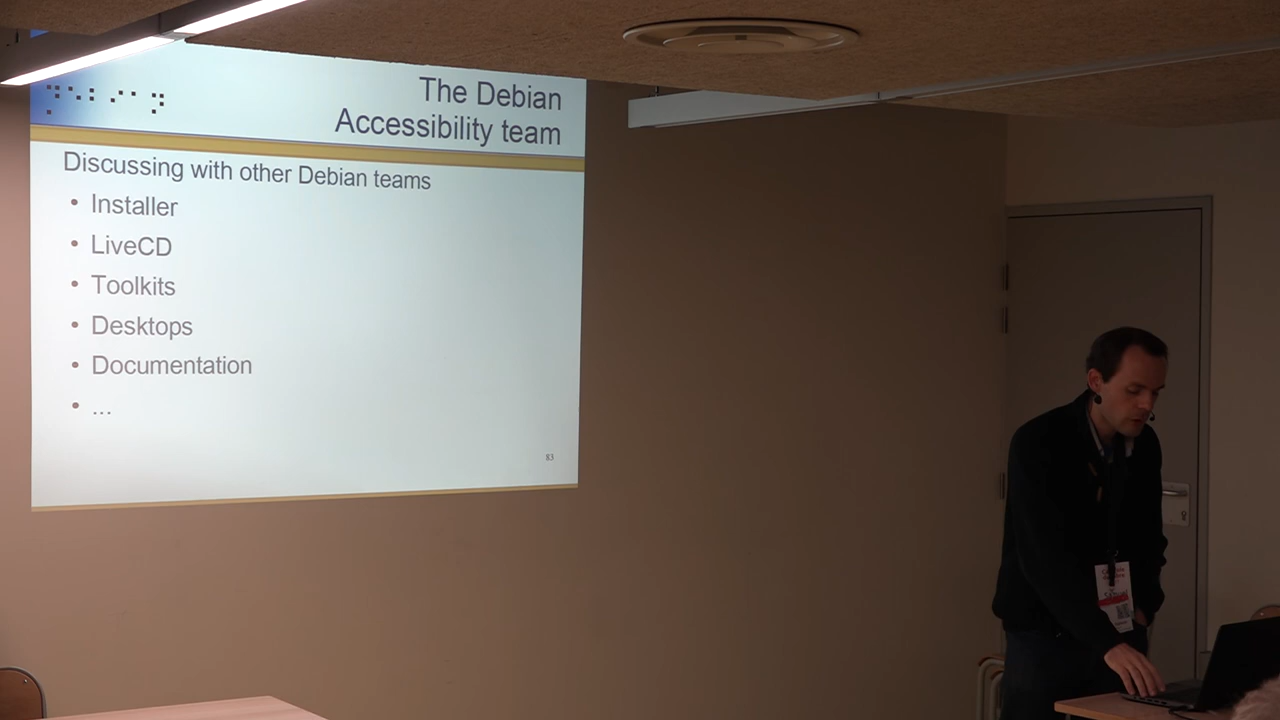 The Debian
Accessibility team
Discussing with other Debian teams
• Installer
• LiveCD
• Toolkits
• Desktops
• Documentation
• ...
83